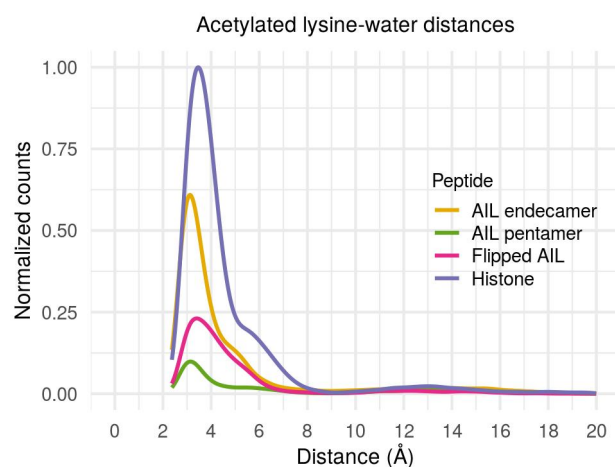 Acetylated lysine-water distances
Normalized counts
1.00
0.75
0.50
0.25
0.00
Peptide
AIL endecamer
AIL pentamer
Flipped AIL
Histone
0 2 4 6 8 10 12 14 16 18 20
Distance (Å)